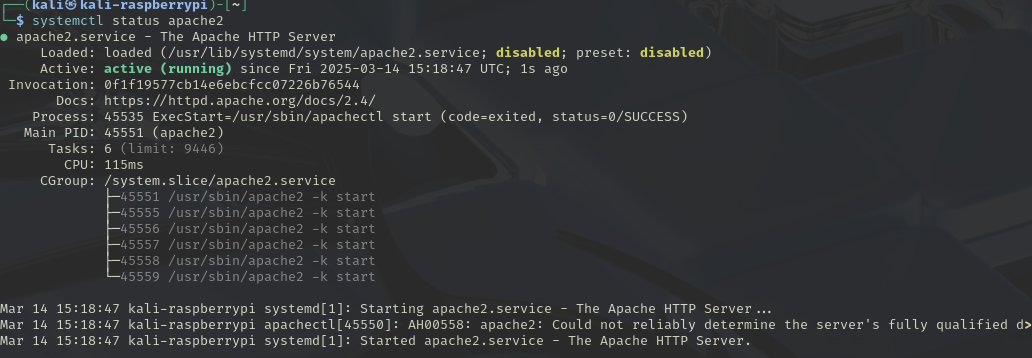 ┌──(kali㉿kali-raspberrypi)-[~]
└─$ systemctl status apache2
● apache2.service - The Apache HTTP Server
Loaded: loaded (/usr/lib/systemd/system/apache2.service; disabled; preset: disabled)
Active: active (running) since Fri 2025-03-14 15:18:47 UTC; 1s ago
Invocation: 0f1f19577cb14e6ebcfcc07226b76544
Docs: https://httpd.apache.org/docs/2.4/
Process: 45535 ExecStart=/usr/sbin/apachectl start (code=exited, status=0/SUCCESS)
Main PID: 45551 (apache2)
Tasks: 6 (limit: 9446)
CPU: 115ms
CGroup: /system.slice/apache2.service
├─45551 /usr/sbin/apache2 -k start
├─45555 /usr/sbin/apache2 -k start
├─45556 /usr/sbin/apache2 -k start
├─45557 /usr/sbin/apache2 -k start
├─45558 /usr/sbin/apache2 -k start
└─45559 /usr/sbin/apache2 -k start
Mar 14 15:18:47 kali-raspberrypi systemd[1]: Starting apache2.service - The Apache HTTP Server...
Mar 14 15:18:47 kali-raspberrypi apachectl[45550]: AH00558: apache2: Could not reliably determine the server's fully qualified d>
Mar 14 15:18:47 kali-raspberrypi systemd[1]: Started apache2.service - The Apache HTTP Server.